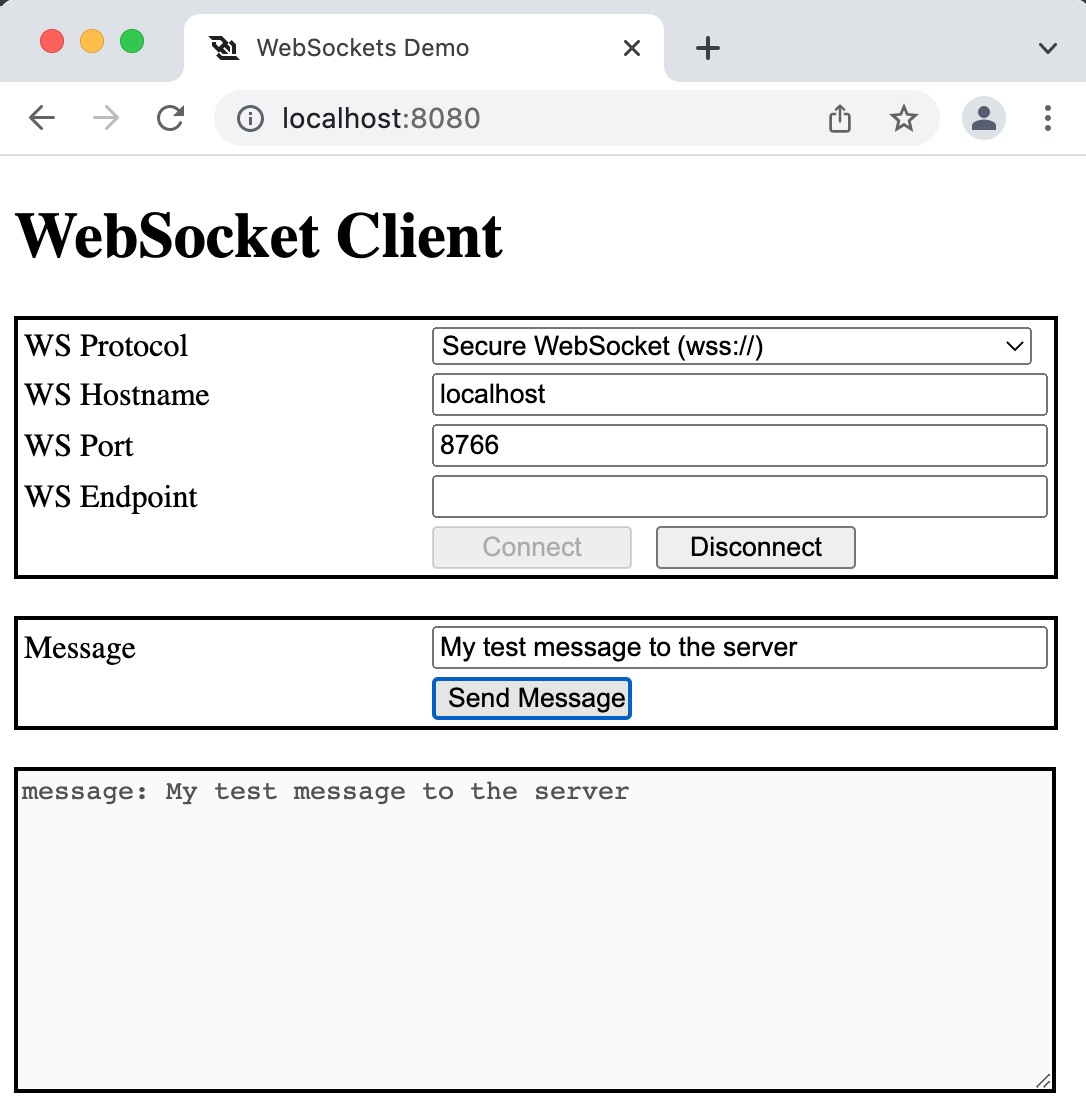 WebSockets Demo
localhost:8080
WebSocket Client
WS Protocol Secure WebSocket (wss://)
WS Hostname localhost
WS Port 8766
WS Endpoint
Connect Disconnect
Message My test message to the server
Send Message
message: My test message to the server